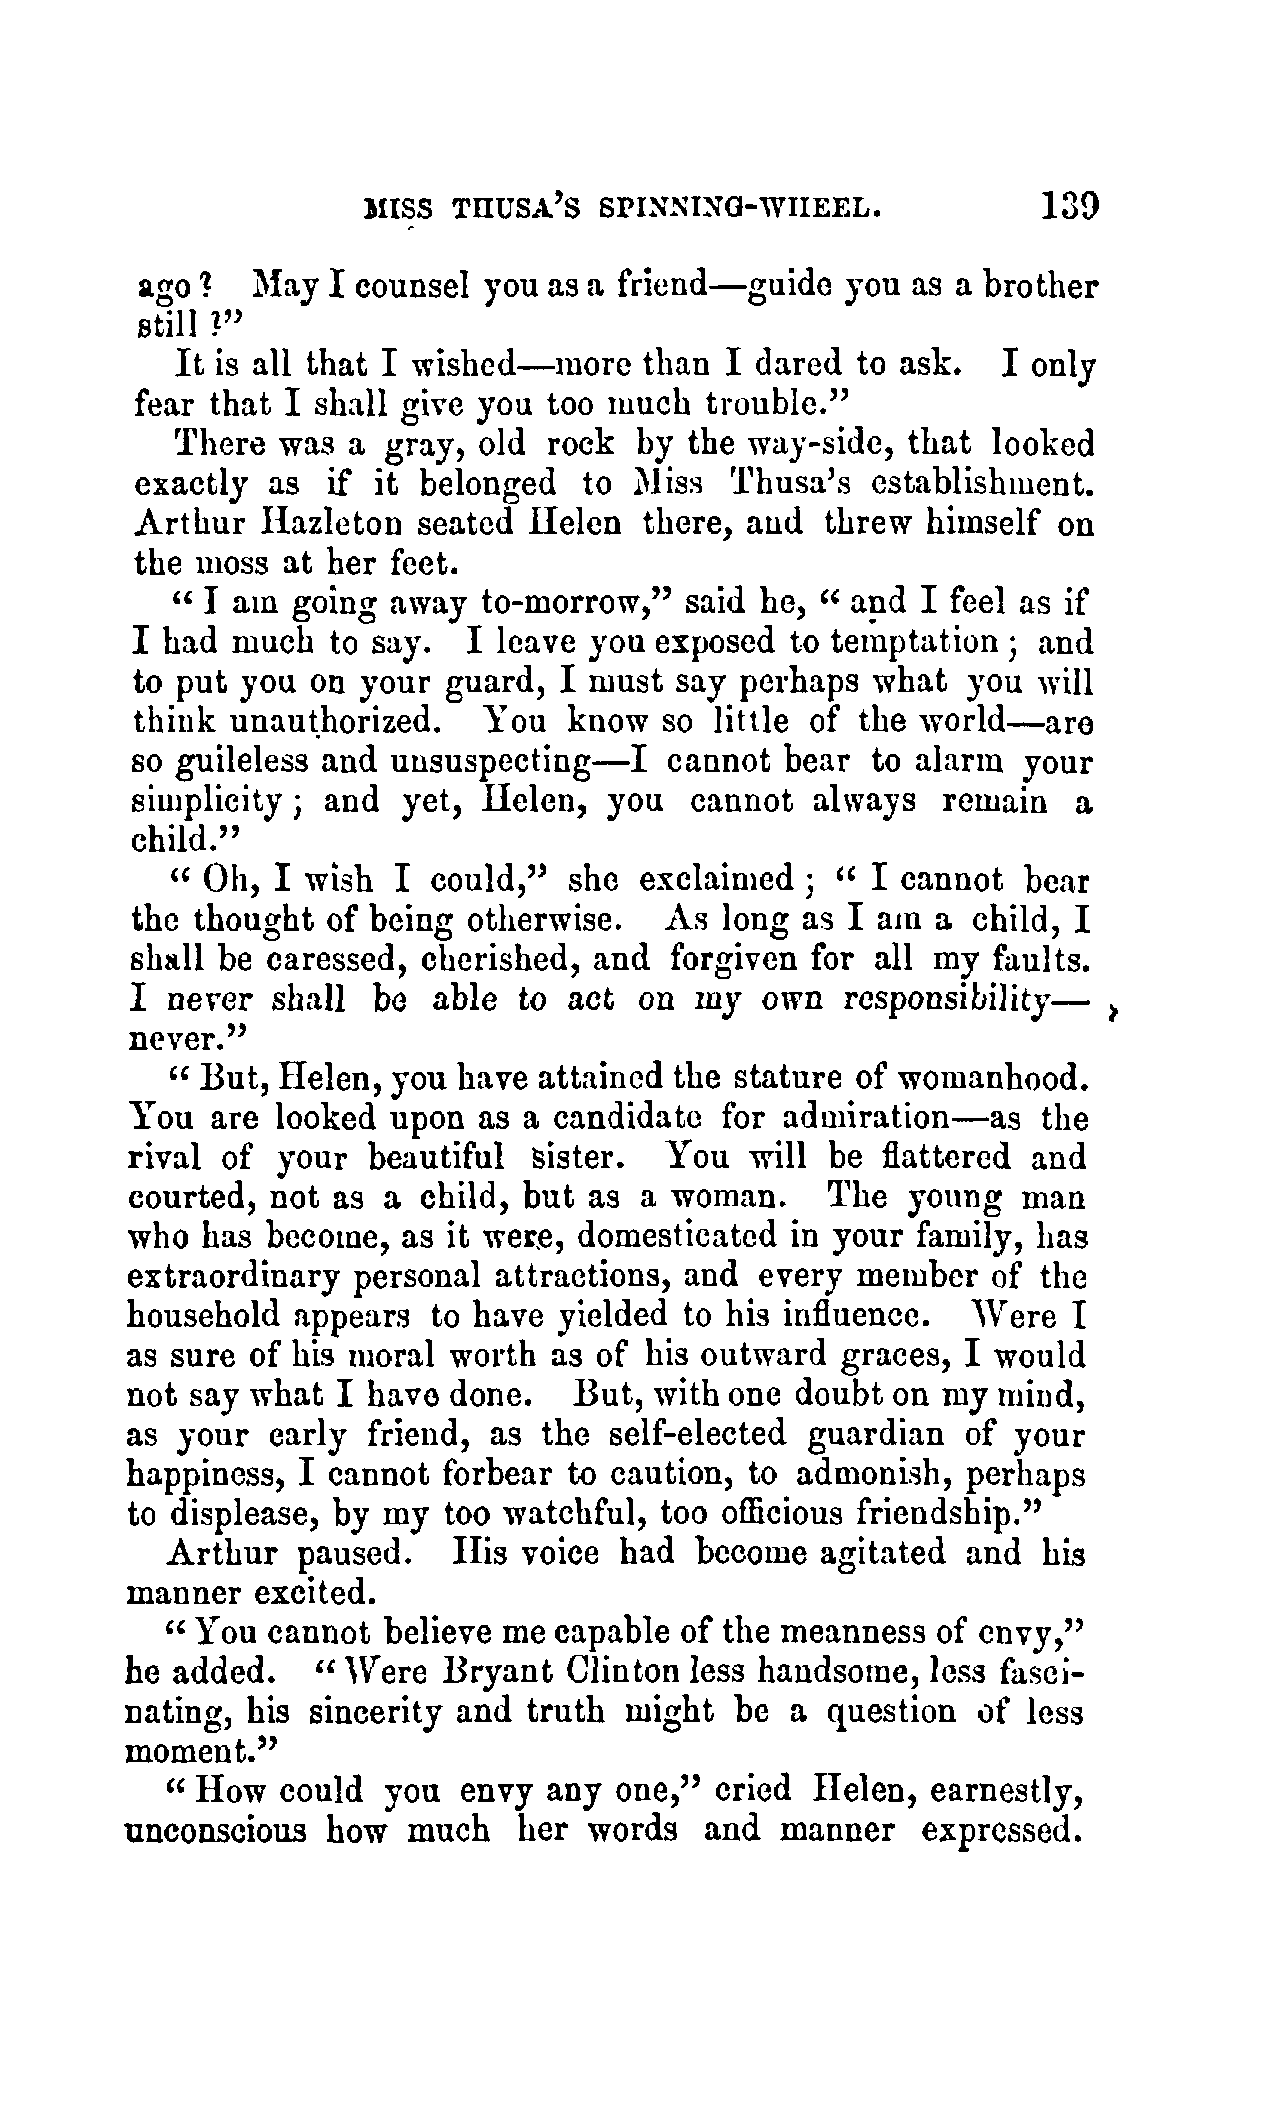 MISS THUSA'S SPINNING-WHEEL. 139
ago? May I counsel you as a friend—guide you as a brother
still?"
It is all that I wished—more than I dared to ask. I only
fear that I shall give you too much trouble."
There was a gray, old rock by the way-side, that looked
exactly as if it belonged to Miss Thusa's establishment.
Arthur Hazleton seated Helen there, and threw himself on
the moss at her feet.
"I am going away to-morrow," said he, "and I feel as if
I had much to say. I leave you exposed to temptation; and
to put you on your guard, I must say perhaps what you will
think unauthorized. You know so little of the world—are
so guileless and unsuspecting—I cannot bear to alarm your
simplicity; and yet, Helen, you cannot always remain a
child."
"Oh, I wish I could," she exclaimed; "I cannot bear
the thought of being otherwise. As long as I am a child, I
shall be caressed, cherished, and forgiven for all my faults.
I never shall be able to act on my own responsibility—
never."
"But, Helen, you have attained the stature of womanhood.
You are looked upon as a candidate for admiration—as the
rival of your beautiful sister. You will be flattered and
courted, not as a child, but as a woman. The young man
who has become, as it were, domesticated in your family, has
extraordinary personal attractions, and every member of the
household appears to have yielded to his influence. Were I
as sure of his moral worth as of his outward graces, I would
not say what I have done. But, with one doubt on my mind,
as your early friend, as the self-elected guardian of your
happiness, I cannot forbear to caution, to admonish, perhaps
to displease, by my too watchful, too officious friendship."
Arthur paused. His voice had become agitated and his
manner excited.
"You cannot believe me capable of the meanness of envy,"
he added. "Were Bryant Clinton less handsome, less fasci-
nating, his sincerity and truth might be a question of less
moment."
"How could you envy any one," cried Helen, earnestly,
unconscious how much her words and manner expressed.